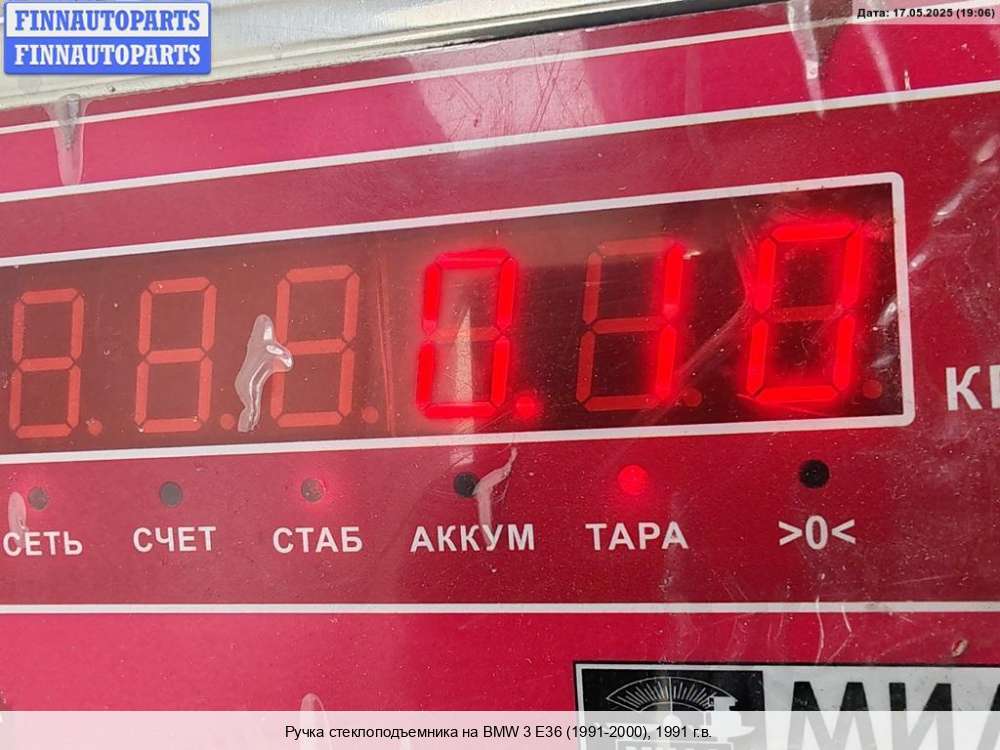 FINNAUTOPARTS
FINNAUTOPARTS
Дата: 17.05.2025 (19:06)
0.10
СЕТЬ СЧЕТ СТАБ АККУМ ТАРА >0<
Ручка стеклоподъемника на BMW 3 E36 (1991-2000), 1991 г.в.